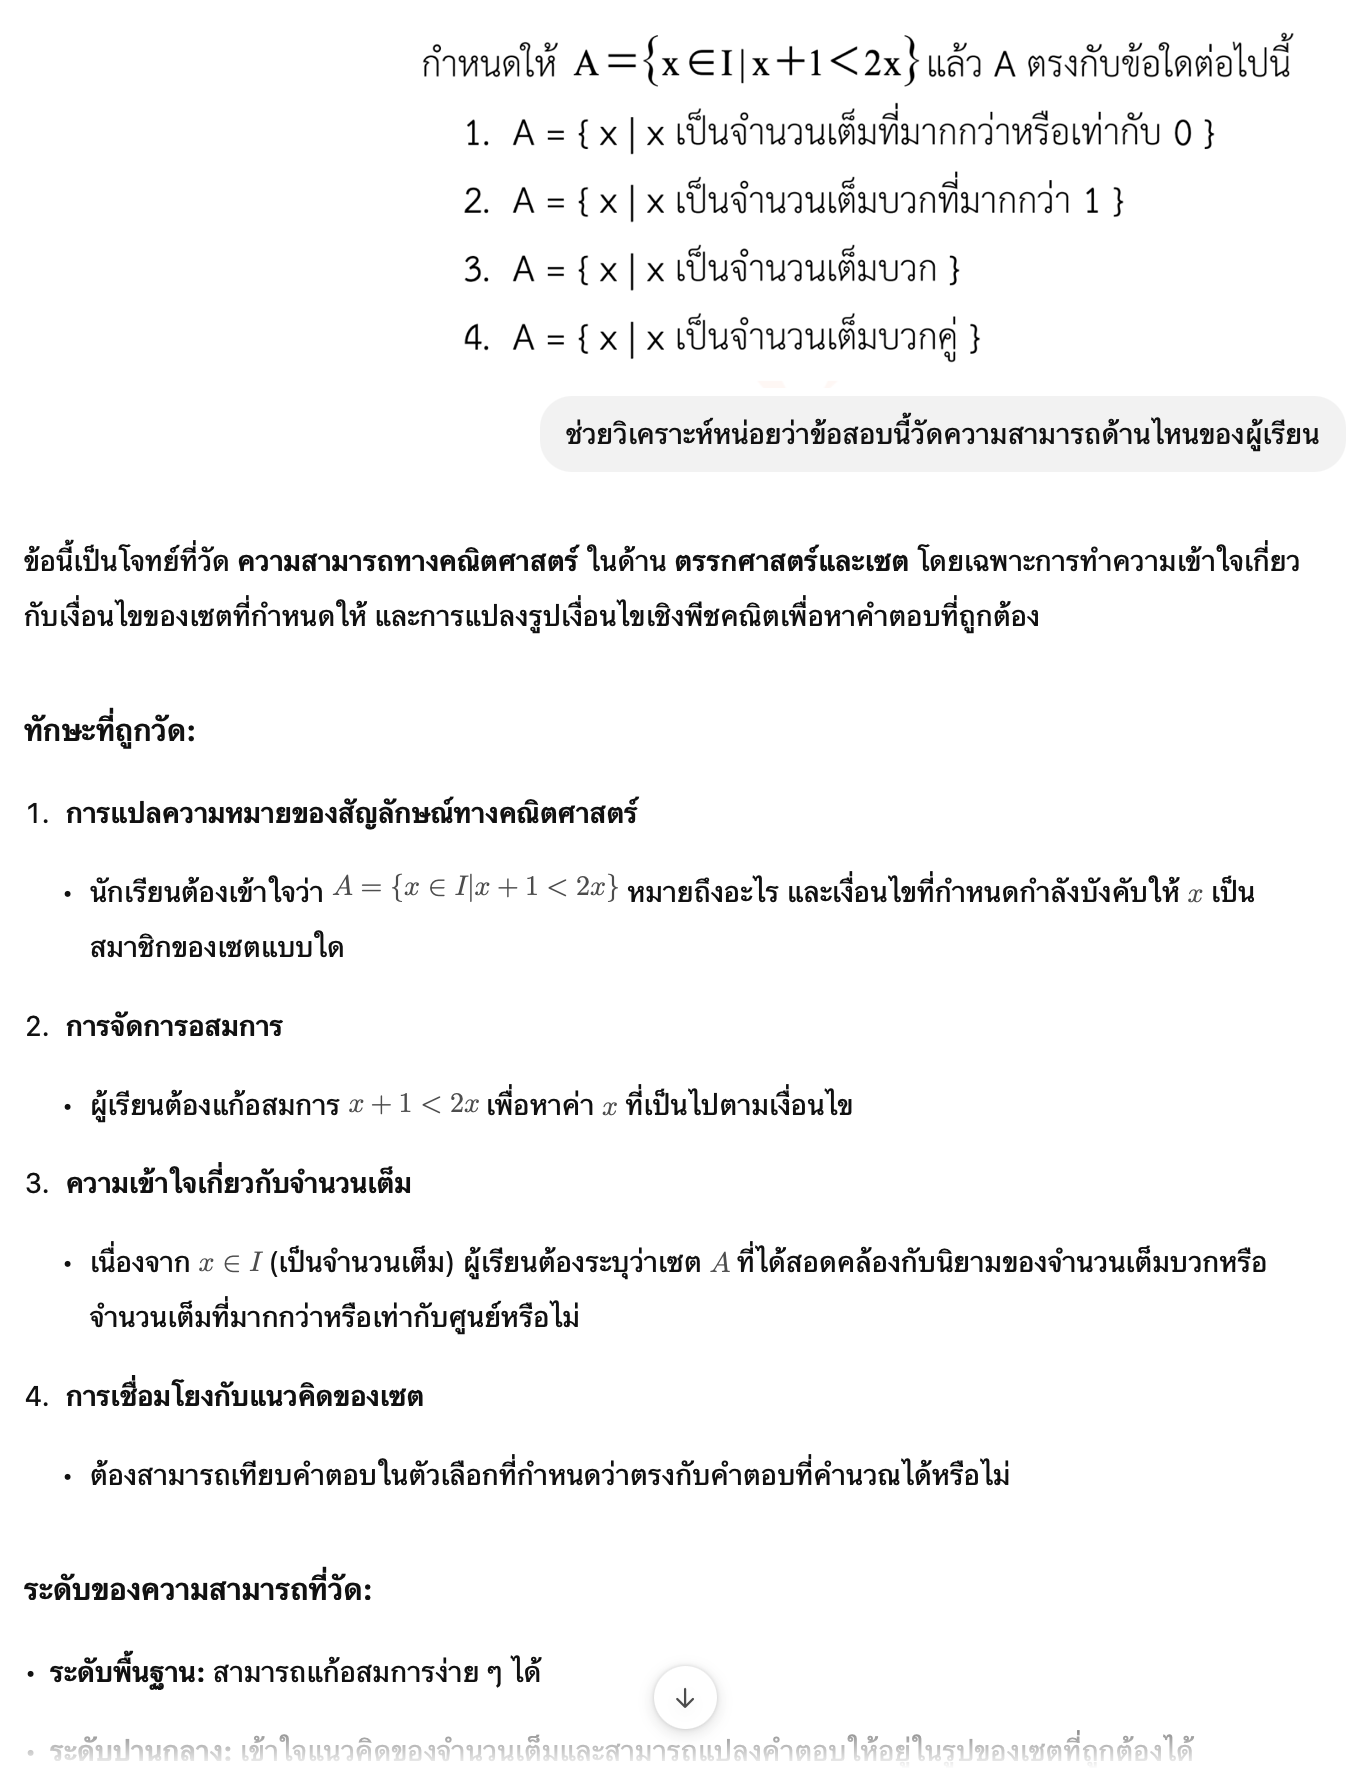 กำหนดให้ A={x∈I|x+1<2x} แล้ว A ตรงกับข้อใดต่อไปนี้
1. A = { x | x เป็นจำนวนเต็มที่มากกว่าหรือเท่ากับ 0 }
2. A = { x | x เป็นจำนวนเต็มบวกที่มากกว่า 1 }
3. A = { x | x เป็นจำนวนเต็มบวก }
4. A = { x | x เป็นจำนวนเต็มบวกคู่ }
ช่วยวิเคราะห์หน่อยว่าข้อสอบนี้วัดความสามารถด้านไหนของผู้เรียน
ข้อนี้เป็นโจทย์ที่วัด ความสามารถทางคณิตศาสตร์ ในด้าน ตรรกศาสตร์และเซต โดยเฉพาะการทำความเข้าใจเกี่ยว
กับเงื่อนไขของเซตที่กำหนดให้ และการแปลงรูปเงื่อนไขเชิงพีชคณิตเพื่อหาคำตอบที่ถูกต้อง
ทักษะที่ถูกวัด:
1. การแปลความหมายของสัญลักษณ์ทางคณิตศาสตร์
• นักเรียนต้องเข้าใจว่า A = {x ∈ I|x + 1 < 2x} หมายถึงอะไร และเงื่อนไขที่กำหนดกำลังบังคับให้ x เป็น
สมาชิกของเซตแบบใด
2. การจัดการอสมการ
• ผู้เรียนต้องแก้อสมการ x + 1 < 2x เพื่อหาค่า x ที่เป็นไปตามเงื่อนไข
3. ความเข้าใจเกี่ยวกับจำนวนเต็ม
• เนื่องจาก x ∈ I (เป็นจำนวนเต็ม) ผู้เรียนต้องระบุว่าเซต A ที่ได้สอดคล้องกับนิยามของจำนวนเต็มบวกหรือ
จำนวนเต็มที่มากกว่าหรือเท่ากับศูนย์หรือไม่
4. การเชื่อมโยงกับแนวคิดของเซต
• ต้องสามารถเทียบคำตอบในตัวเลือกที่กำหนดว่าตรงกับคำตอบที่คำนวณได้หรือไม่
ระดับของความสามารถที่วัด:
• ระดับพื้นฐาน: สามารถแก้อสมการง่าย ๆ ได้
• ระดับปานกลาง: เข้าใจแนวคิดของจำนวนเต็มและสามารถแปลงคำตอบให้อยู่ในรูปของเซตที่ถูกต้องได้